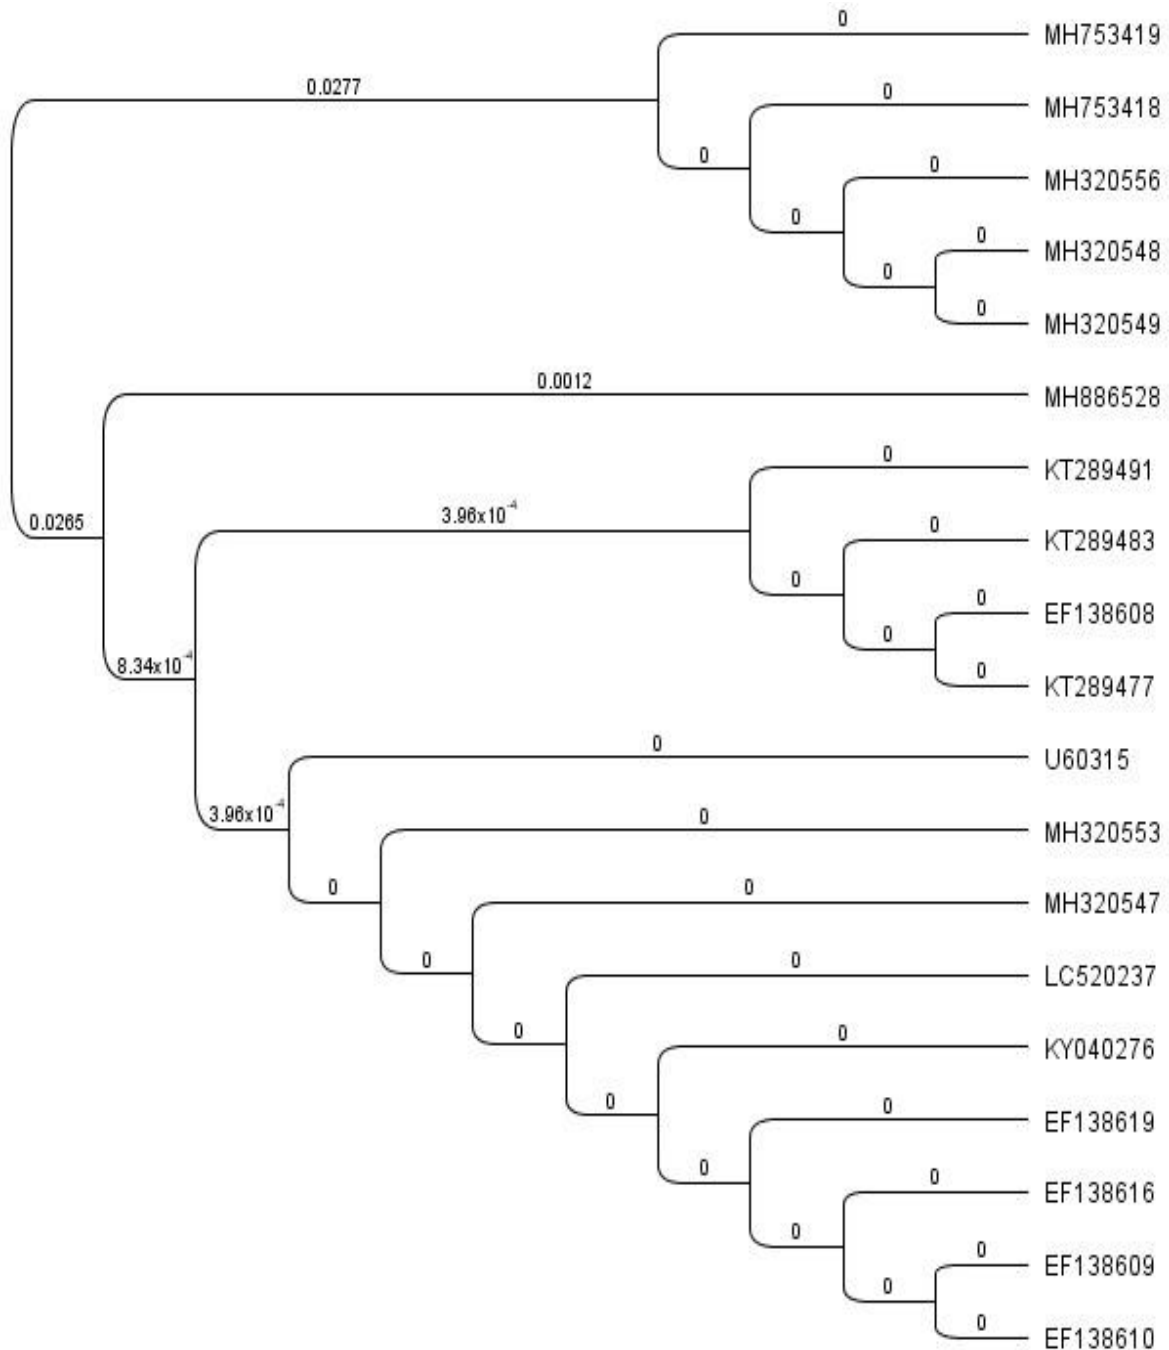 0
MH753419
0.0277
0
MH753418
0
0
MH320556
0
0
MH320548
0
0
MH320549
0.0012
MH886528
0
KT289491
3.96x10⁻⁴
0.0265
0
KT289483
0
0
EF138608
0
0
KT289477
8.34x10⁻⁴
0
U60315
3.96x10⁻⁴
0
MH320553
0
0
MH320547
0
0
LC520237
0
0
KY040276
0
0
EF138619
0
0
EF138616
0
0
EF138609
0
0
EF138610